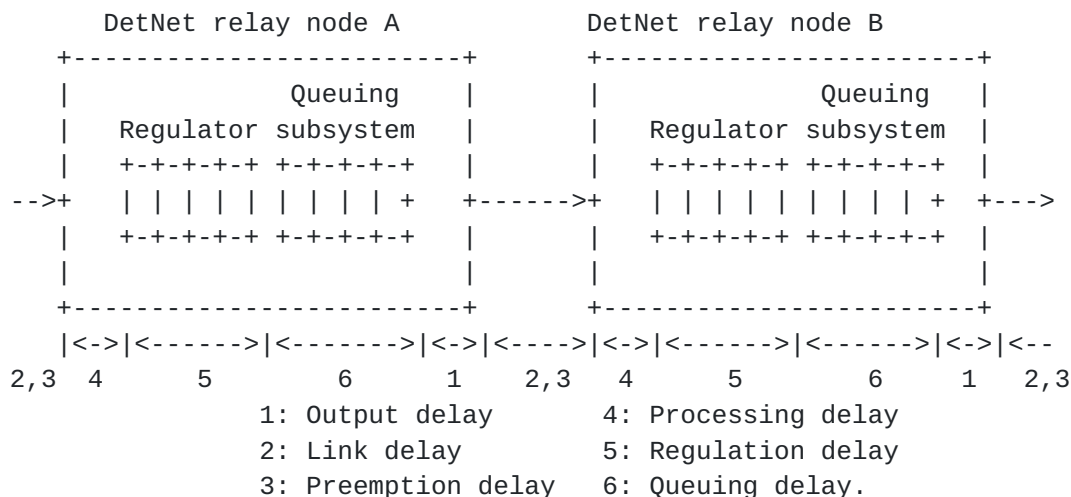 DetNet relay node A            DetNet relay node B
   +-------------------------+       +------------------------+
   |              Queuing    |       |              Queuing   |
   |   Regulator subsystem   |       |   Regulator subsystem  |
   |   +-+-+-+-+ +-+-+-+-+   |       |   +-+-+-+-+ +-+-+-+-+  |
-->+   | | | | | | | | | +   +------>+   | | | | | | | | | +  +--->
   |   +-+-+-+-+ +-+-+-+-+   |       |   +-+-+-+-+ +-+-+-+-+  |
   |                         |       |                        |
   +-------------------------+       +------------------------+
   |<->|<------>|<------->|<->|<---->|<->|<------>|<------>|<->|<--
2,3  4      5        6      1    2,3   4      5        6     1   2,3
                1: Output delay       4: Processing delay
                2: Link delay         5: Regulation delay
                3: Preemption delay   6: Queuing delay.